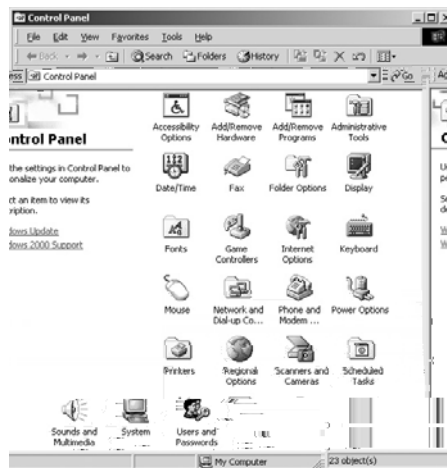 Control Panel
File Edit View Favorites Tools Help
Back Search Folders History
ess Control Panel Go Ad
ntrol Panel
the settings in Control Panel to
onalize your computer.
ct an item to view its
ription.
dows Update
dows 2000 Support
Accessibility Options
Add/Remove Hardware
Add/Remove Programs
Administrative Tools
Date/Time
Fax
Folder Options
Display
Fonts
Game Controllers
Internet Options
Keyboard
Mouse
Network and Dial-up Co...
Phone and Modem ...
Power Options
Printers
Regional Options
Scanners and Cameras
Scheduled Tasks
Sounds and Multimedia
System
Users and Passwords
My Computer
23 object(s)